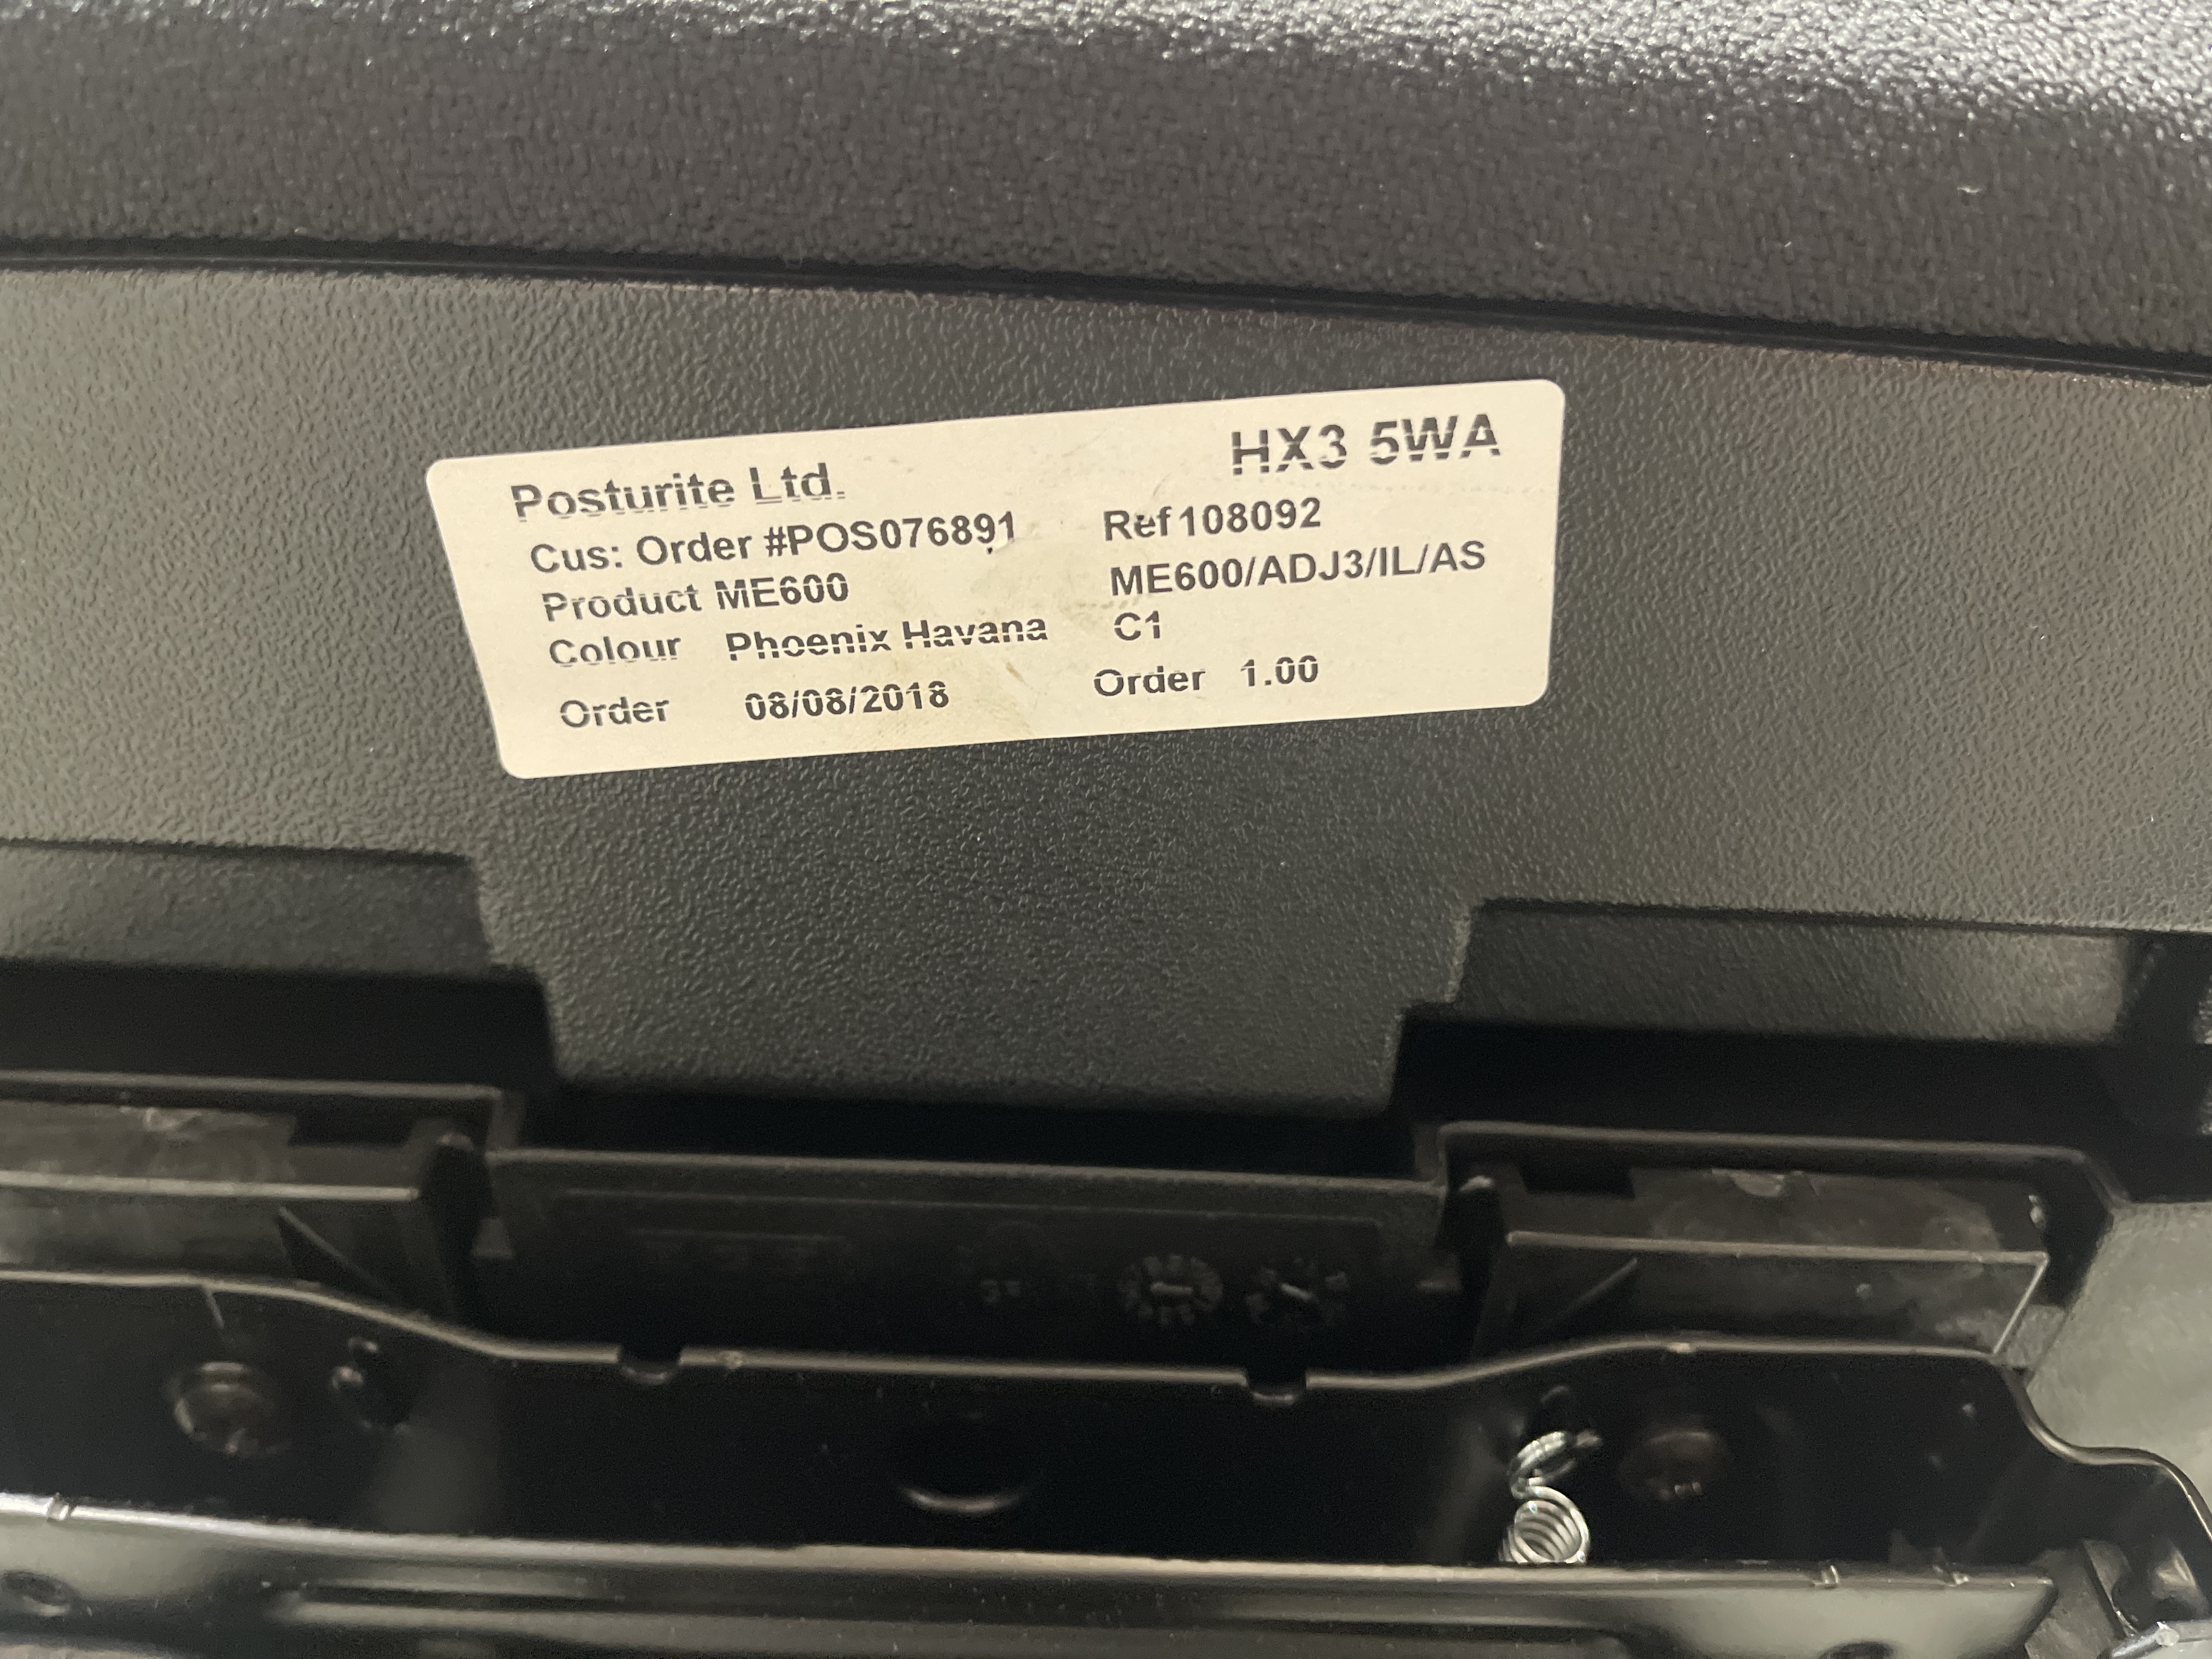 HX3 5WA
Posturite Ltd.
Cus: Order #POS076891 Ref 108092
Product ME600 ME600/ADJ3/IL/AS
Colour Phoenix Havana C1
Order 08/08/2018 Order 1.00